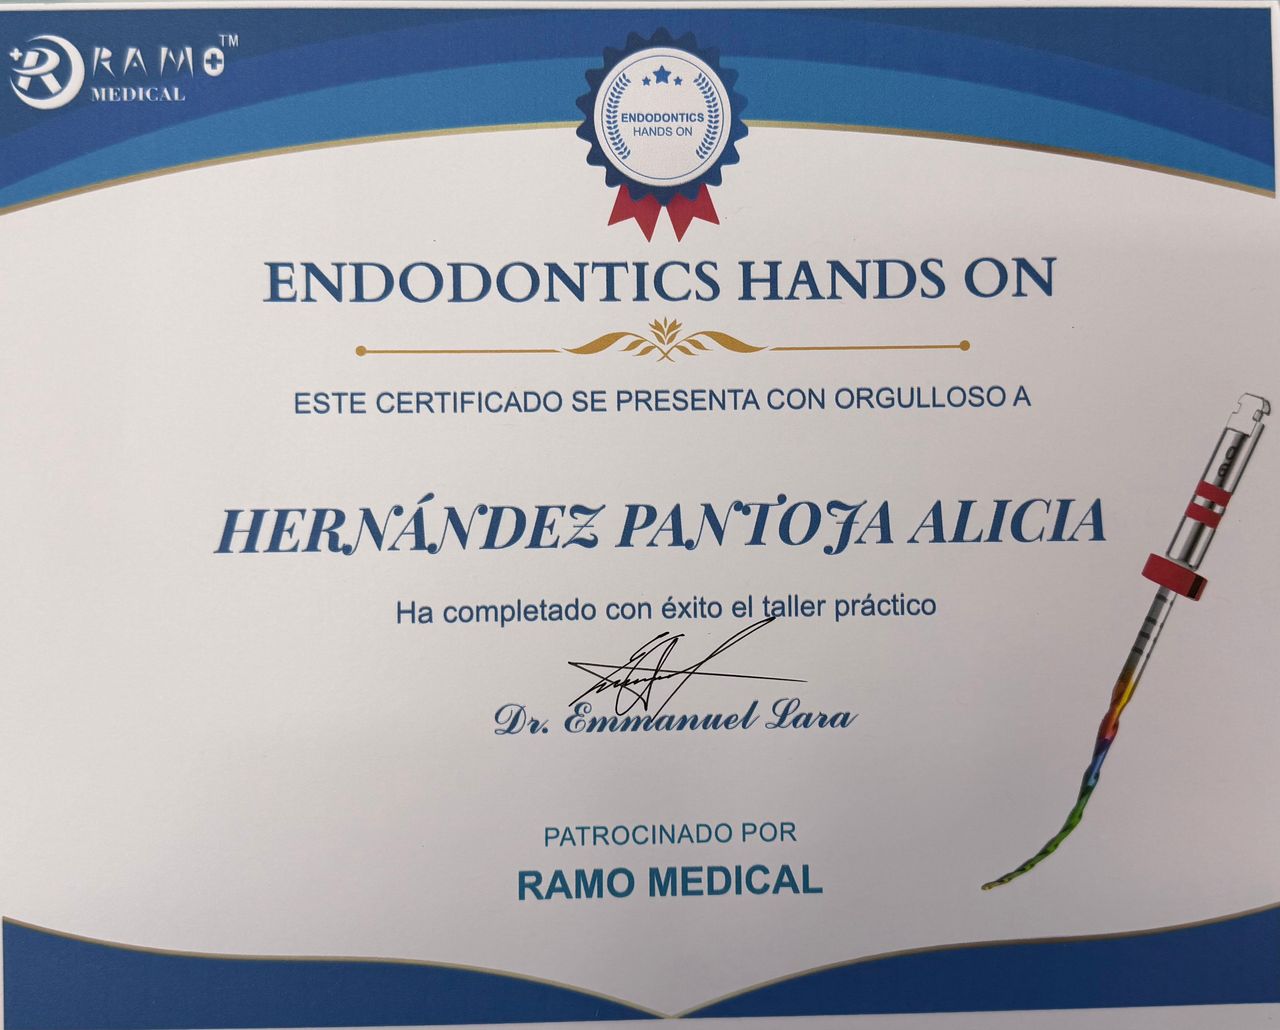 RAMO™
MEDICAL
ENDODONTICS
HANDS ON
ENDODONTICS HANDS ON
ESTE CERTIFICADO SE PRESENTA CON ORGULLOSO A
HERNÁNDEZ PANTOJA ALICIA
Ha completado con éxito el taller práctico
Dr. Emmanuel Lara
PATROCINADO POR
RAMO MEDICAL